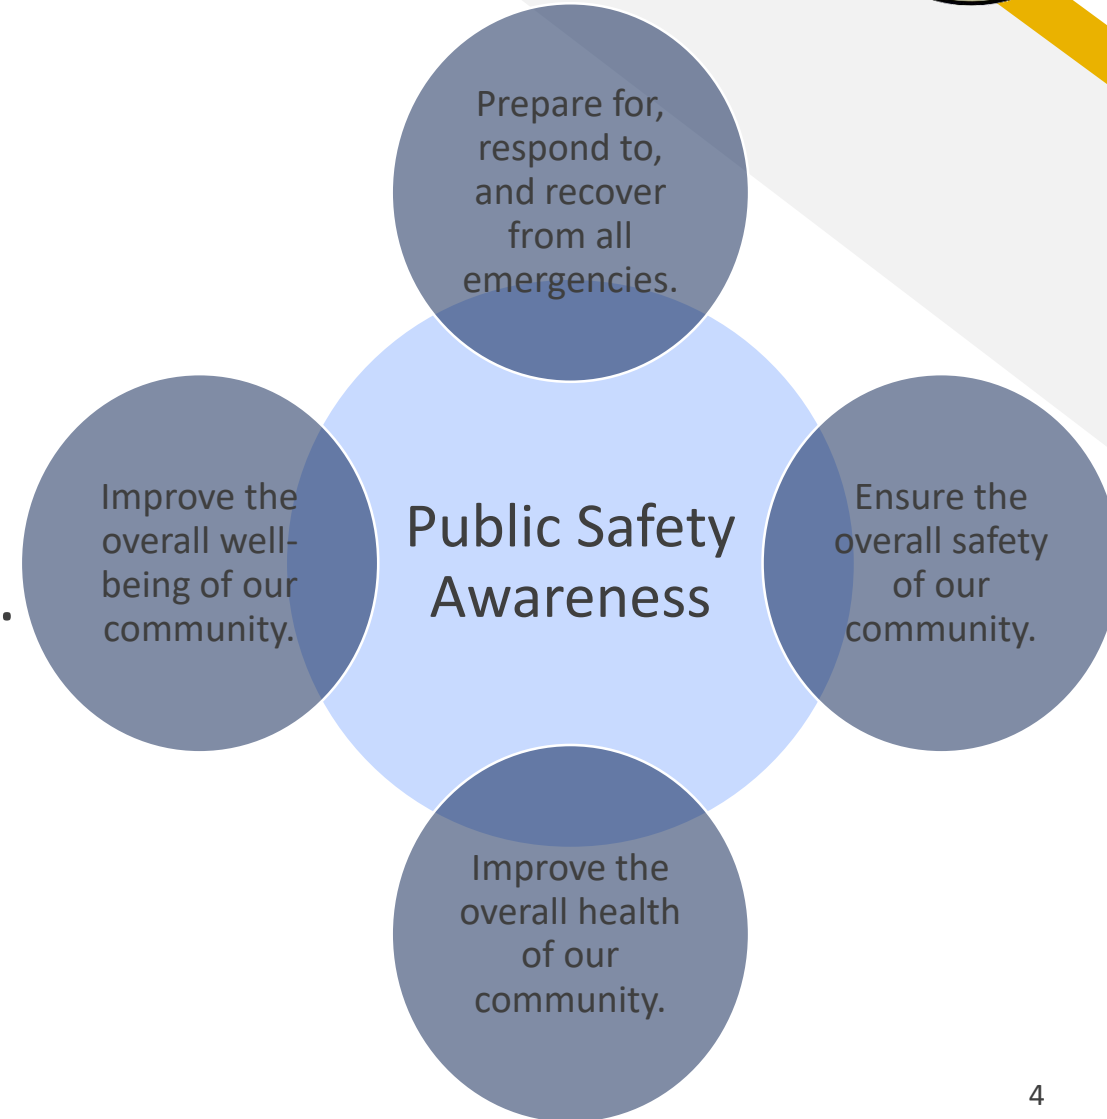 Prepare for,
respond to,
and recover
from all
emergencies.
Improve the
overall well-
being of our
community.
.
Public Safety
Awareness
Ensure the
overall safety
of our
community.
Improve the
overall health
of our
community.
4